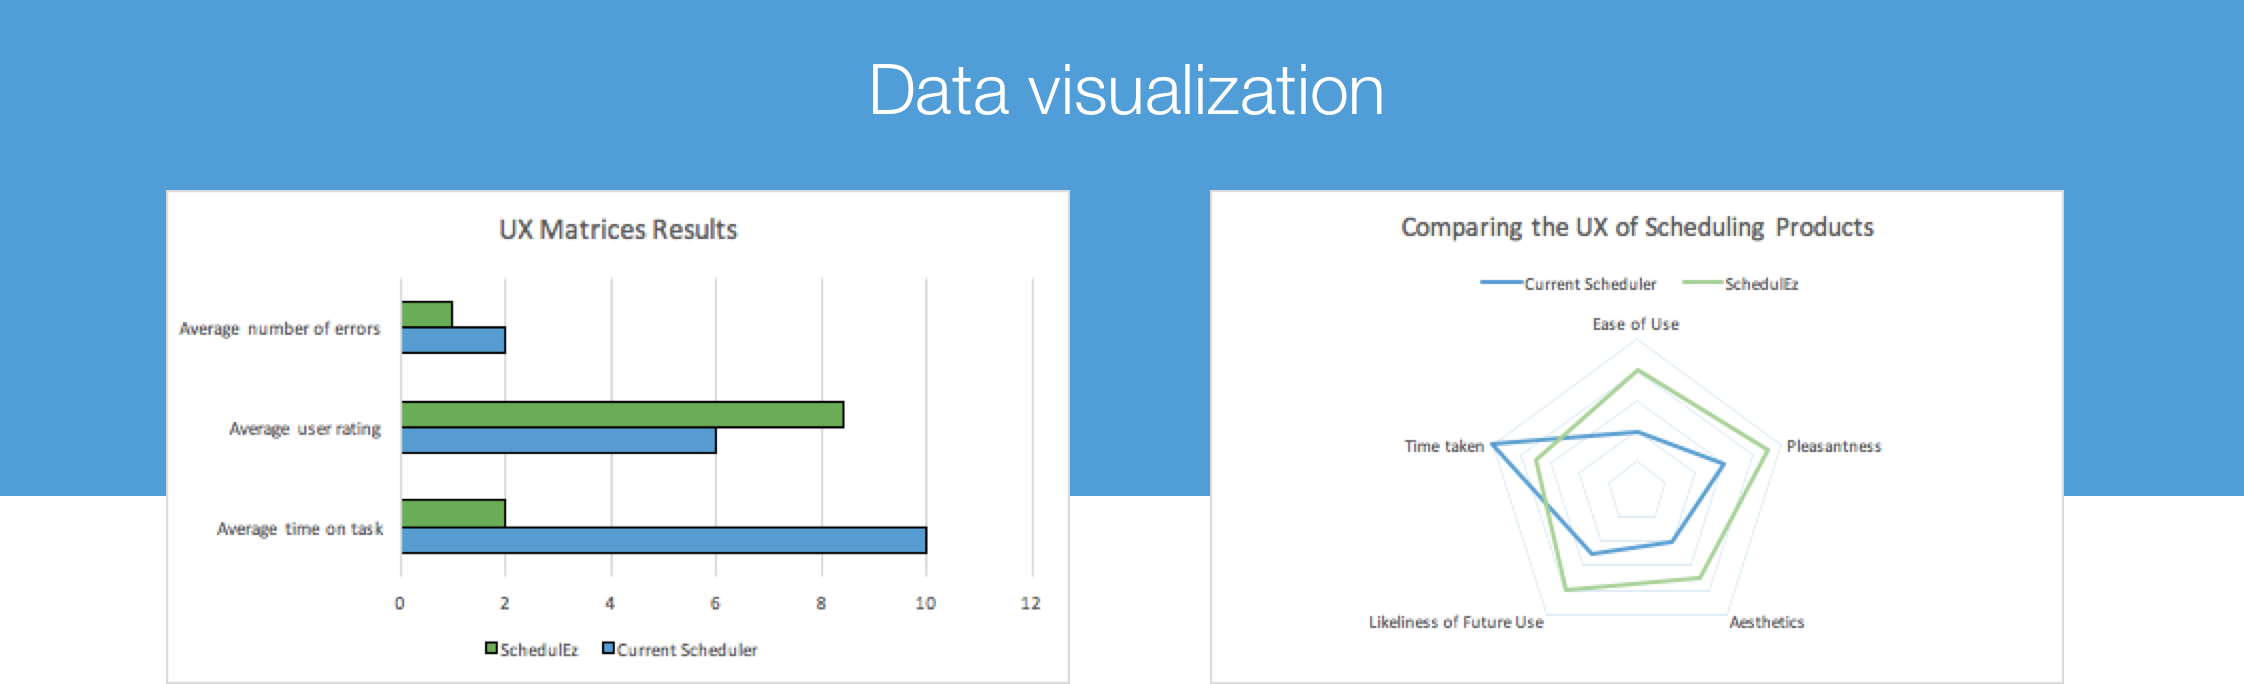 Data visualization
UX Matrices Results
Average number of errors
Average user rating
Average time on task
0 2 4 6 8 10 12
SchedulEz Current Scheduler
Comparing the UX of Scheduling Products
Current Scheduler SchedulEz
Ease of Use
Time taken Pleasantness
Likeliness of Future Use Aesthetics